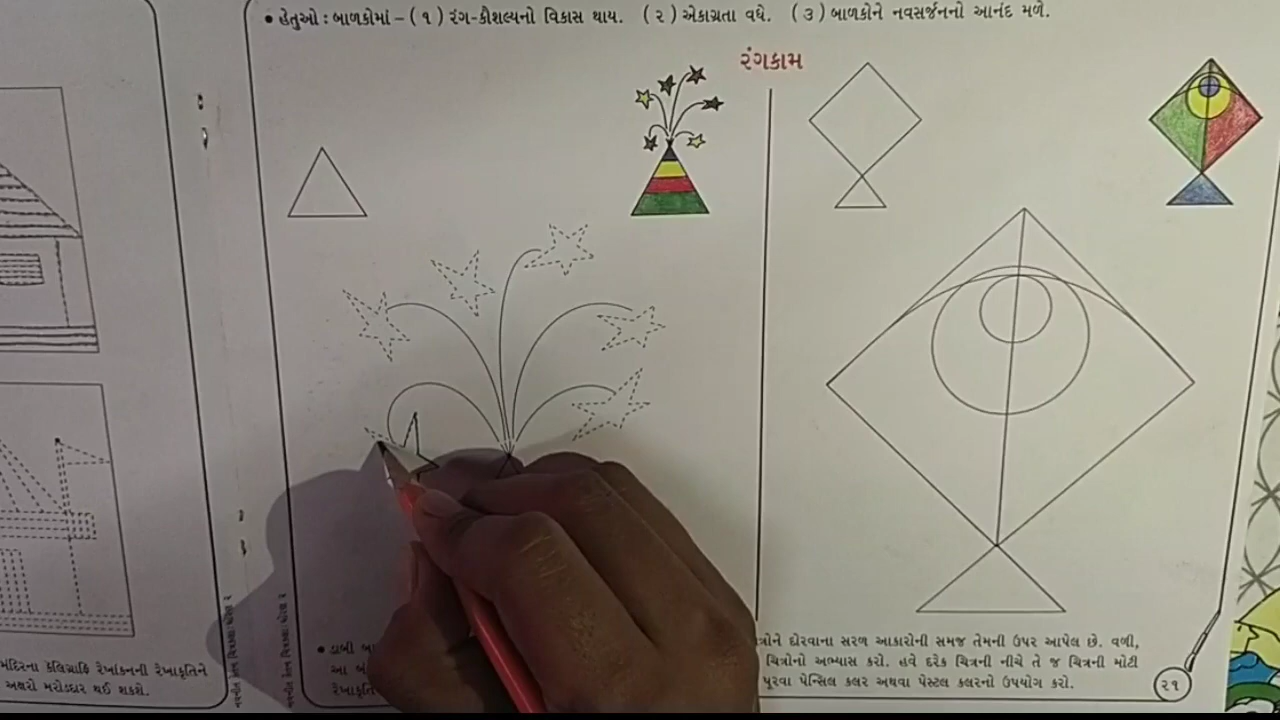 • હેતુઓ : બાળકોમાં – (૧) રંગ-કૌશલ્યનો વિકાસ થાય. (૨) એકાગ્રતા વધે. (૩) બાળકોને નવસર્જનનો આનંદ મળે.
રંગકામ
મંદિરના કેલિગ્રાફિ રેખાંકનની રેખાકૃતિને
અક્ષરો મરોડદાર થઈ શકશે.
• ડાબી બા
આ બં
રેખાકૃતિ
ત્રોને દોરવાના સરળ આકારોની સમજ તેમની ઉપર આપેલ છે. વળી,
ચિત્રોનો અભ્યાસ કરો. હવે દરેક ચિત્રની નીચે તે જ ચિત્રની મોટી
પૂરવા પેન્સિલ કલર અથવા પેસ્ટલ કલરનો ઉપયોગ કરો.
૨૧